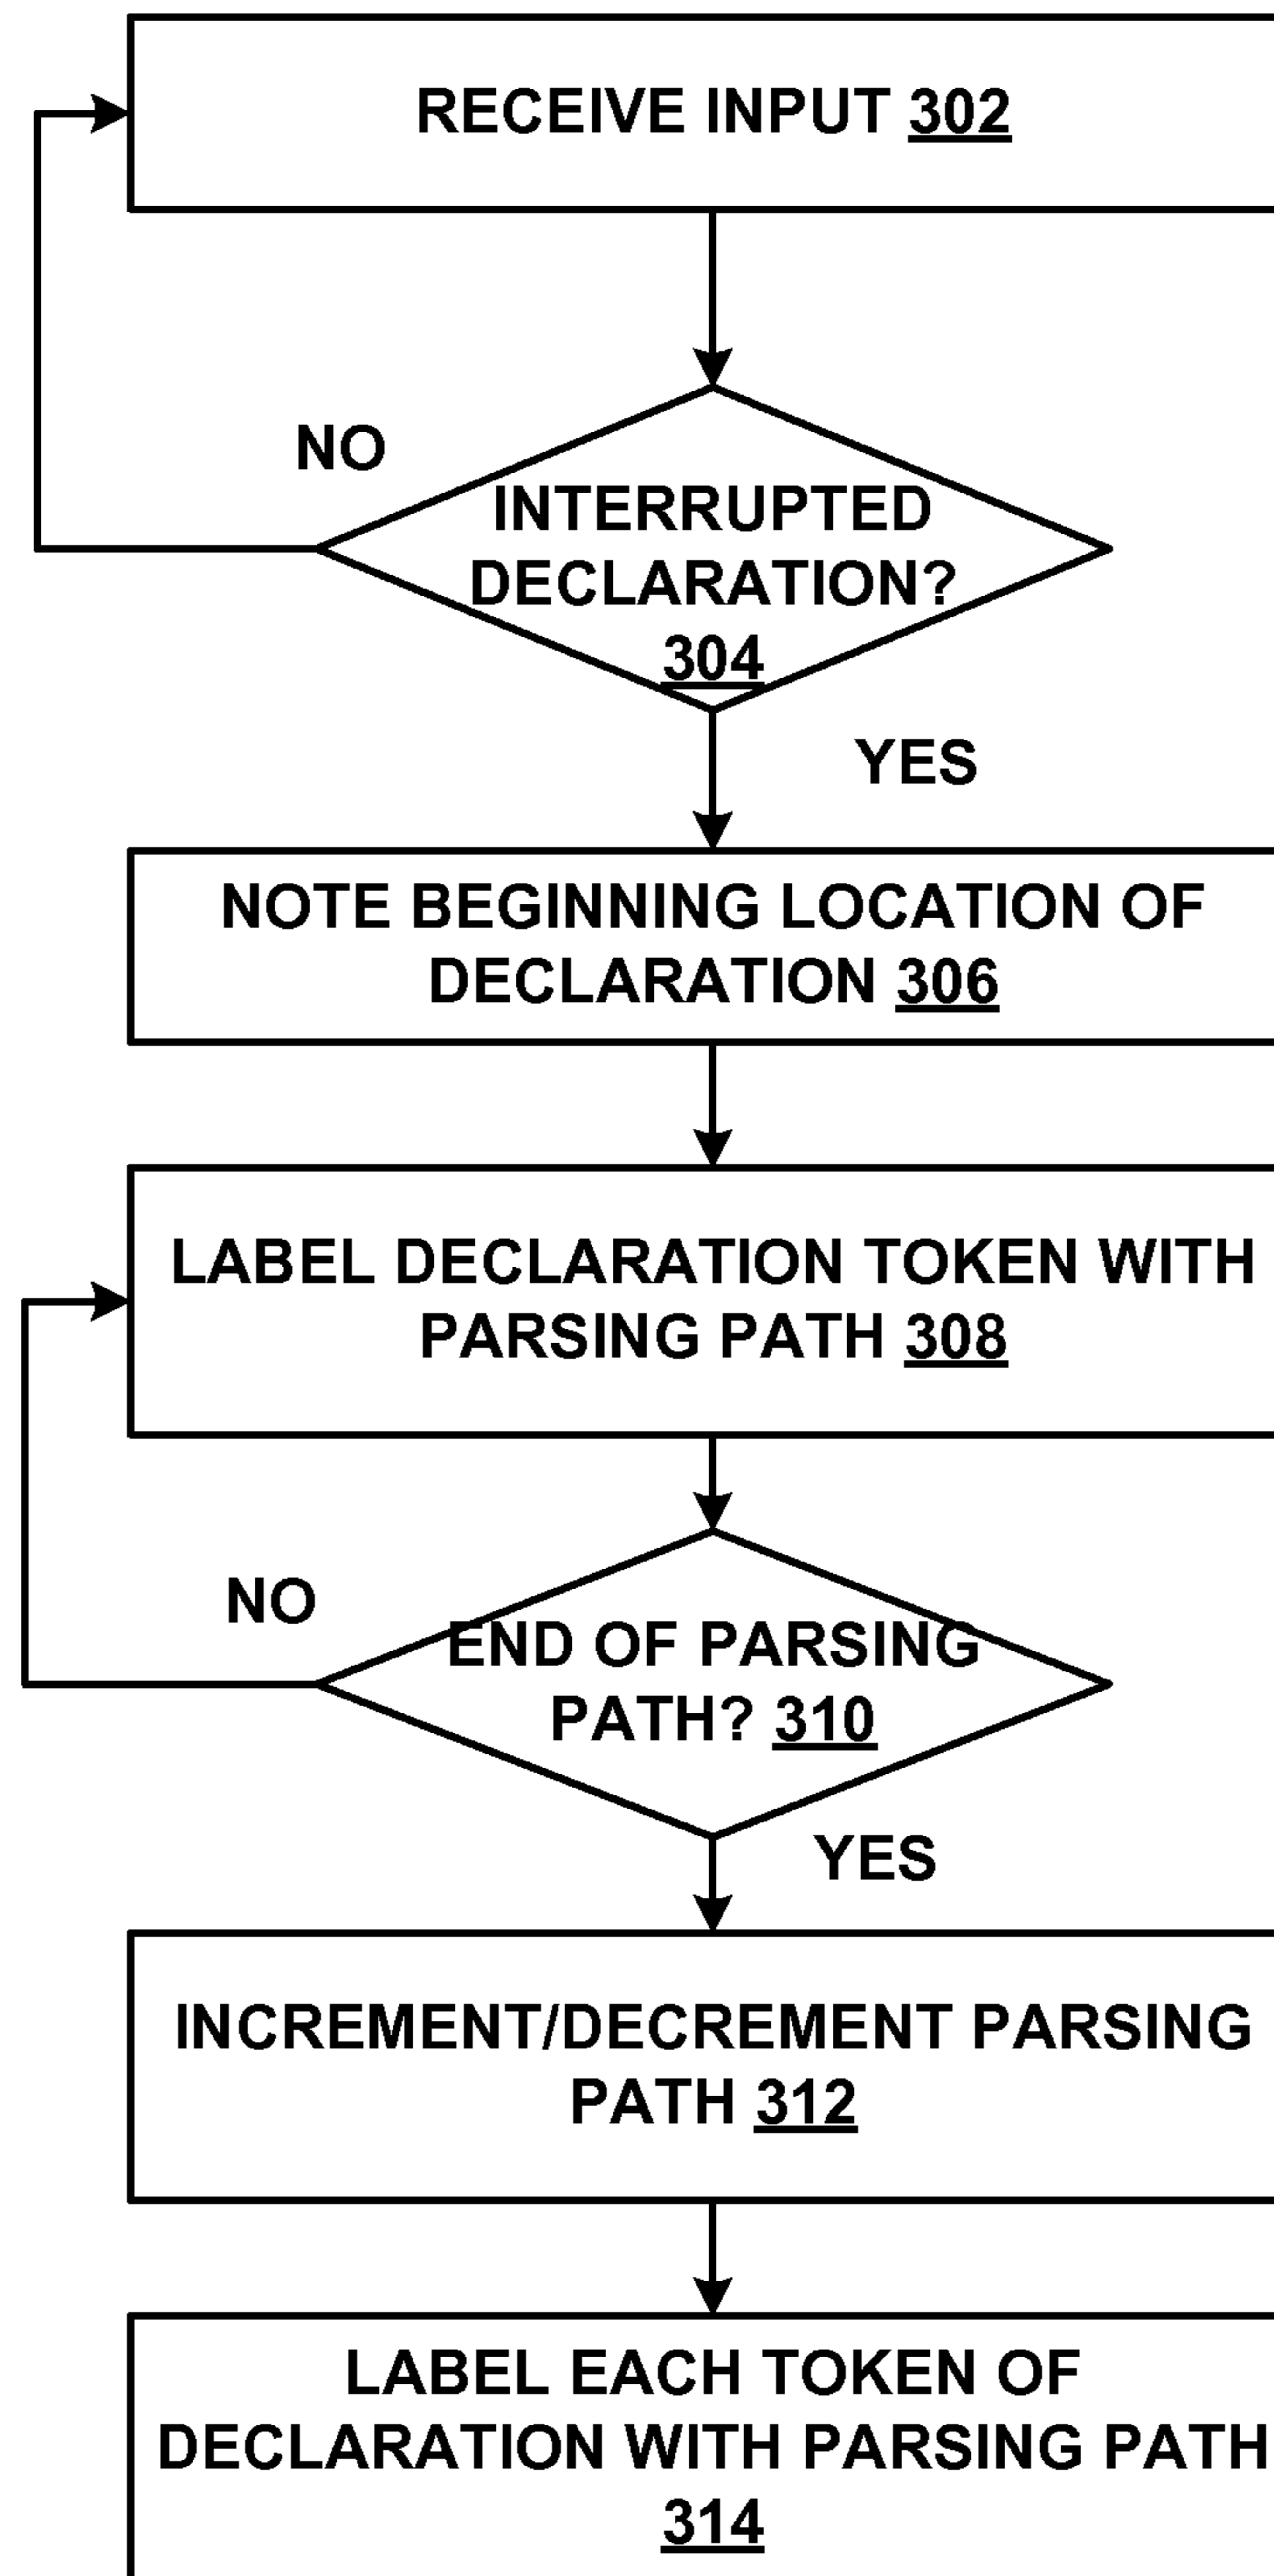 RECEIVE INPUT 302
NO
INTERRUPTED
DECLARATION?
304
YES
NOTE BEGINNING LOCATION OF
DECLARATION 306
LABEL DECLARATION TOKEN WITH
PARSING PATH 308
NO
END OF PARSING
PATH? 310
YES
INCREMENT/DECREMENT PARSING
PATH 312
LABEL EACH TOKEN OF
DECLARATION WITH PARSING PATH
314